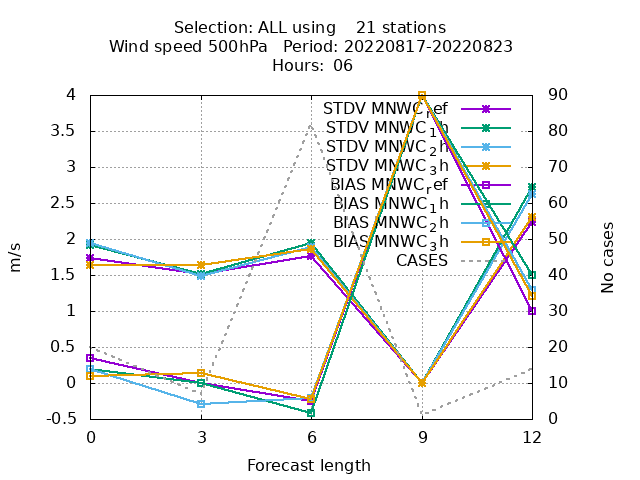 Selection: ALL using    21 stations
Wind speed 500hPa   Period: 20220817-20220823
Hours:  06
4
3.5
3
2.5
2
1.5
1
0.5
0
-0.5
90
80
70
60
50
40
30
20
10
0
0
3
6
9
12
m/s
No cases
Forecast length
STDV MNWC_ref
STDV MNWC_1h
STDV MNWC_2h
STDV MNWC_3h
BIAS MNWC_ref
BIAS MNWC_1h
BIAS MNWC_2h
BIAS MNWC_3h
CASES